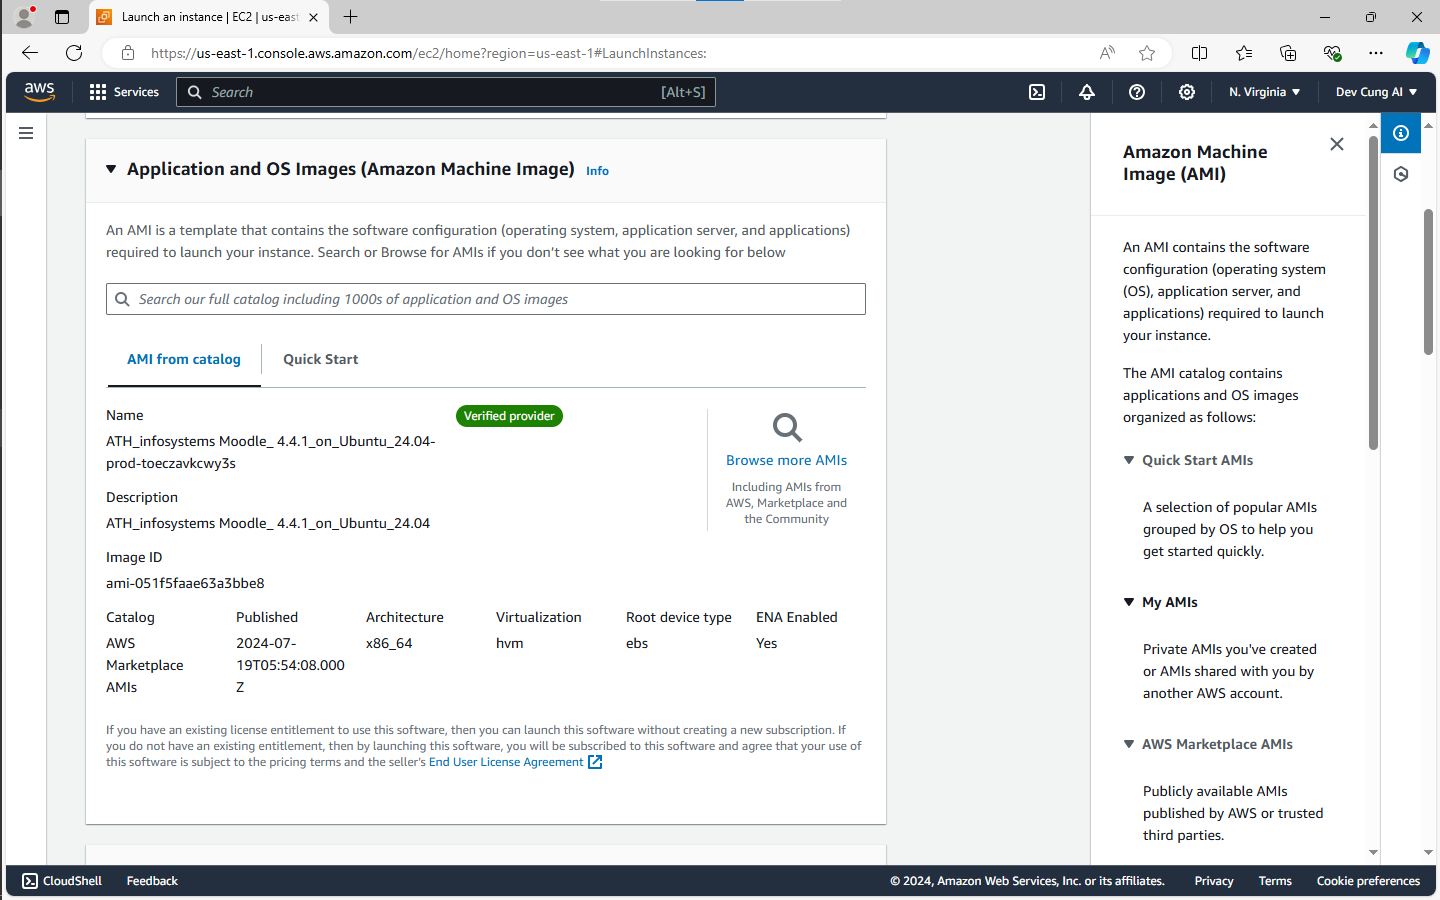 Launch an instance | EC2 | us-east
https://us-east-1.console.aws.amazon.com/ec2/home?region=us-east-1#LaunchInstances:
aws
Services
Search
[Alt+S]
N. Virginia
Dev Cung AI
Application and OS Images (Amazon Machine Image) Info
An AMI is a template that contains the software configuration (operating system, application server, and applications)
required to launch your instance. Search or Browse for AMIs if you don't see what you are looking for below
Search our full catalog including 1000s of application and OS images
AMI from catalog
Quick Start
Name
Verified provider
ATH_infosystems Moodle_ 4.4.1_on_Ubuntu_24.04-
prod-toeczavkcwy3s
Description
ATH_infosystems Moodle_ 4.4.1_on_Ubuntu_24.04
Image ID
ami-051f5faae63a3bbe8
Browse more AMIs
Including AMIs from
AWS, Marketplace and
the Community
Catalog
AWS
Marketplace
AMIs
Published
2024-07-
19T05:54:08.000
Z
Architecture
x86_64
Virtualization
hvm
Root device type
ebs
ENA Enabled
Yes
If you have an existing license entitlement to use this software, then you can launch this software without creating a new subscription. If
you do not have an existing entitlement, then by launching this software, you will be subscribed to this software and agree that your use of
this software is subject to the pricing terms and the seller's End User License Agreement
Amazon Machine
Image (AMI)
An AMI contains the software
configuration (operating system
(OS), application server, and
applications) required to launch
your instance.
The AMI catalog contains
applications and OS images
organized as follows:
Quick Start AMIs
A selection of popular AMIs
grouped by OS to help you
get started quickly.
My AMIs
Private AMIs you've created
or AMIs shared with you by
another AWS account.
AWS Marketplace AMIs
Publicly available AMIs
published by AWS or trusted
third parties.
CloudShell
Feedback
© 2024, Amazon Web Services, Inc. or its affiliates.
Privacy
Terms
Cookie preferences